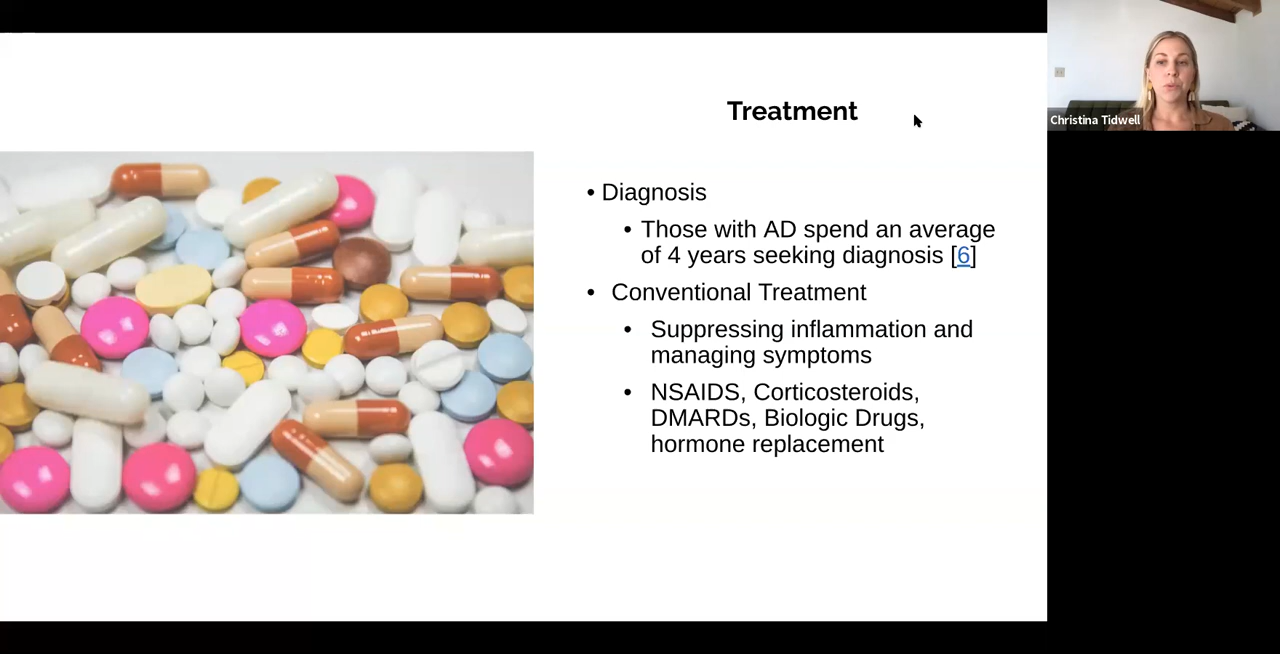 Treatment
• Diagnosis
• Those with AD spend an average
of 4 years seeking diagnosis [6]
• Conventional Treatment
• Suppressing inflammation and
managing symptoms
• NSAIDS, Corticosteroids,
DMARDs, Biologic Drugs,
hormone replacement
Christina Tidwell